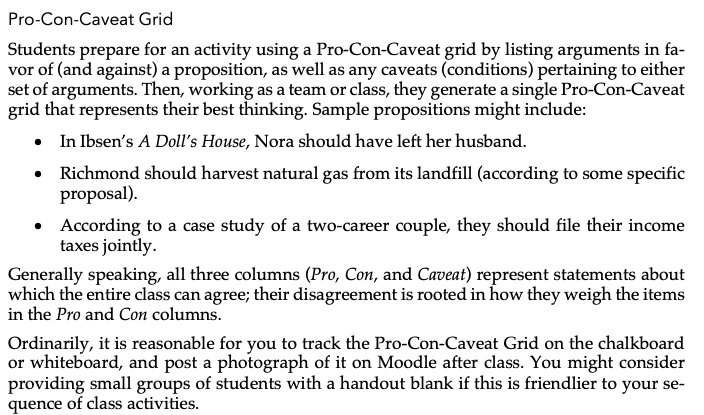 Pro-Con-Caveat Grid
Students prepare for an activity using a Pro-Con-Caveat grid by listing arguments in fa-
vor of (and against) a proposition, as well as any caveats (conditions) pertaining to either
set of arguments. Then, working as a team or class, they generate a single Pro-Con-Caveat
grid that represents their best thinking. Sample propositions might include:
• In Ibsen's A Doll's House, Nora should have left her husband.
• Richmond should harvest natural gas from its landfill (according to some specific
proposal).
• According to a case study of a two-career couple, they should file their income
taxes jointly.
Generally speaking, all three columns (Pro, Con, and Caveat) represent statements about
which the entire class can agree; their disagreement is rooted in how they weigh the items
in the Pro and Con columns.
Ordinarily, it is reasonable for you to track the Pro-Con-Caveat Grid on the chalkboard
or whiteboard, and post a photograph of it on Moodle after class. You might consider
providing small groups of students with a handout blank if this is friendlier to your se-
quence of class activities.